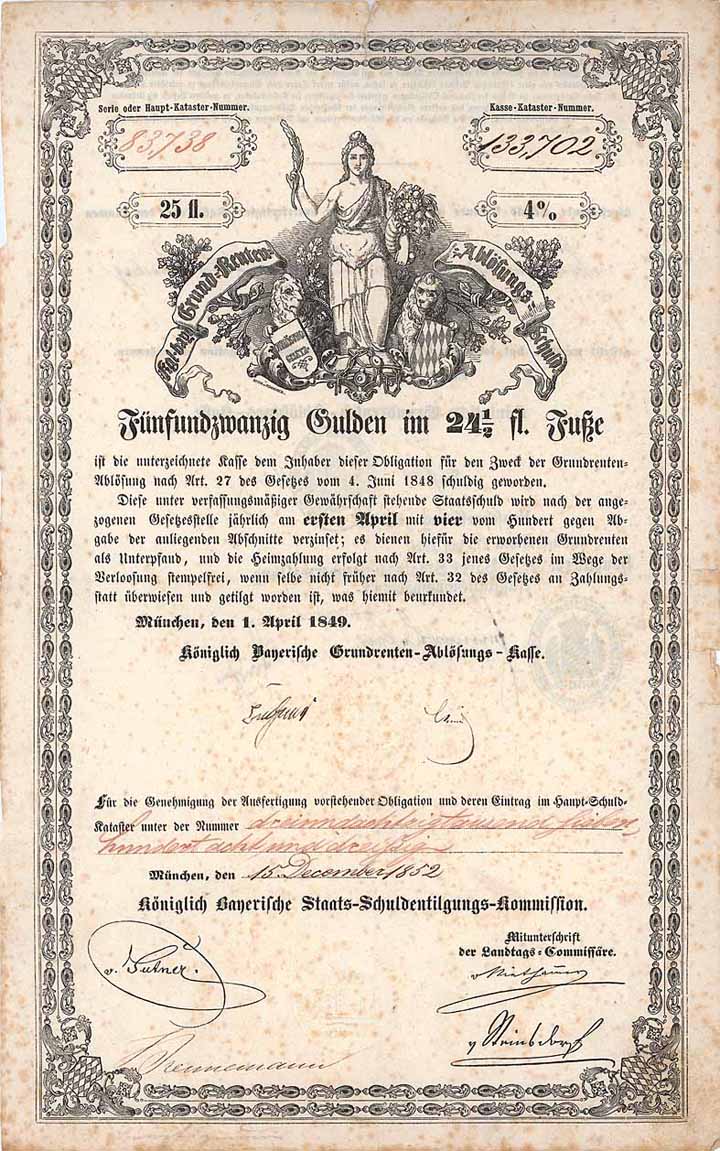 Serie oder Haupt-Kataster-Nummer.
Kasse-Kataster-Nummer.
83,738
133,702
25 fl.
4%
Kgl. bay. Grund-Renten-
Ablösungs-Schuld
Fünfundzwanzig Gulden im 24½ fl. Fuße
ist die unterzeichnete Kasse dem Inhaber dieser Obligation für den Zweck der Grundrenten-
Ablösung nach Art. 27 des Gesetzes vom 4. Juni 1848 schuldig geworden.
Diese unter verfassungsmäßiger Gewährschaft stehende Staatsschuld wird nach der ange-
zogenen Gesetzesstelle jährlich am ersten April mit vier vom Hundert gegen Ab-
gabe der anliegenden Abschnitte verzinset; es dienen hiefür die erworbenen Grundrenten
als Unterpfand, und die Heimzahlung erfolgt nach Art. 33 jenes Gesetzes im Wege der
Verloosung stempelfrei, wenn selbe nicht früher nach Art. 32 des Gesetzes an Zahlungs-
statt überwiesen und getilgt worden ist, was hiemit beurkundet.
München, den 1. April 1849.
Königlich Bayerische Grundrenten-Ablösungs-Kasse.
Für die Genehmigung der Ausfertigung vorstehender Obligation und deren Eintrag im Haupt-Schuld-
Kataster unter der Nummer dreiundachtzigtausend sieben
hundert acht und dreißig
München, den 15. December 1852
Königlich Bayerische Staats-Schuldentilgungs-Kommission.
Mitunterschrift
der Landtags-Commissäre.
v. Sutner.
v Steinsdorf
Brennemann